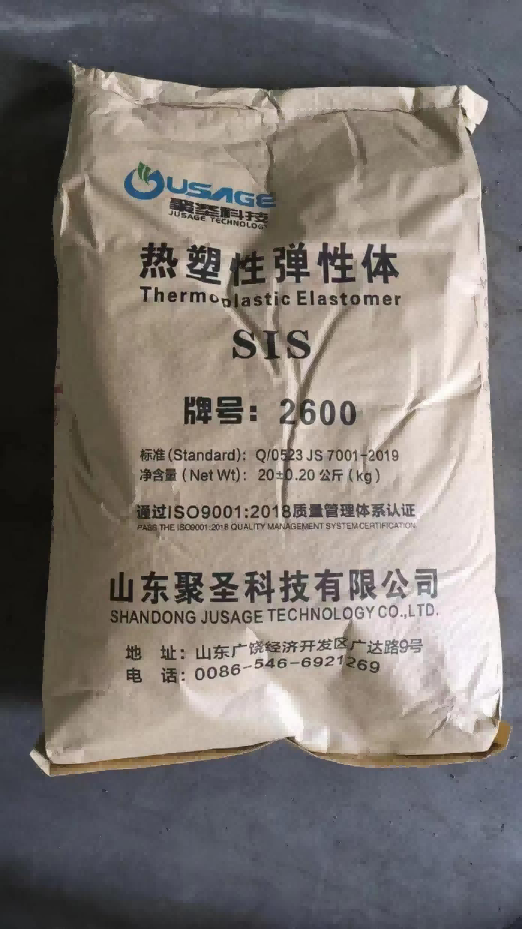 JUSAGE
聚圣科技
JUSAGE TECHNOLOGY
热塑性弹性体
Thermoplastic Elastomer
SIS
牌号：2600
标准(Standard)：Q/0523 JS 7001-2019
净含量(Net Wt)：20±0.20公斤(kg)
通过ISO9001:2018质量管理体系认证
PASS THE ISO9001:2018 QUALITY MANAGEMENT SYSTEM CERTIFICATION
山东聚圣科技有限公司
SHANDONG JUSAGE TECHNOLOGY CO.,LTD.
地 址：山东广饶经济开发区广达路9号
电 话：0086-546-6921269